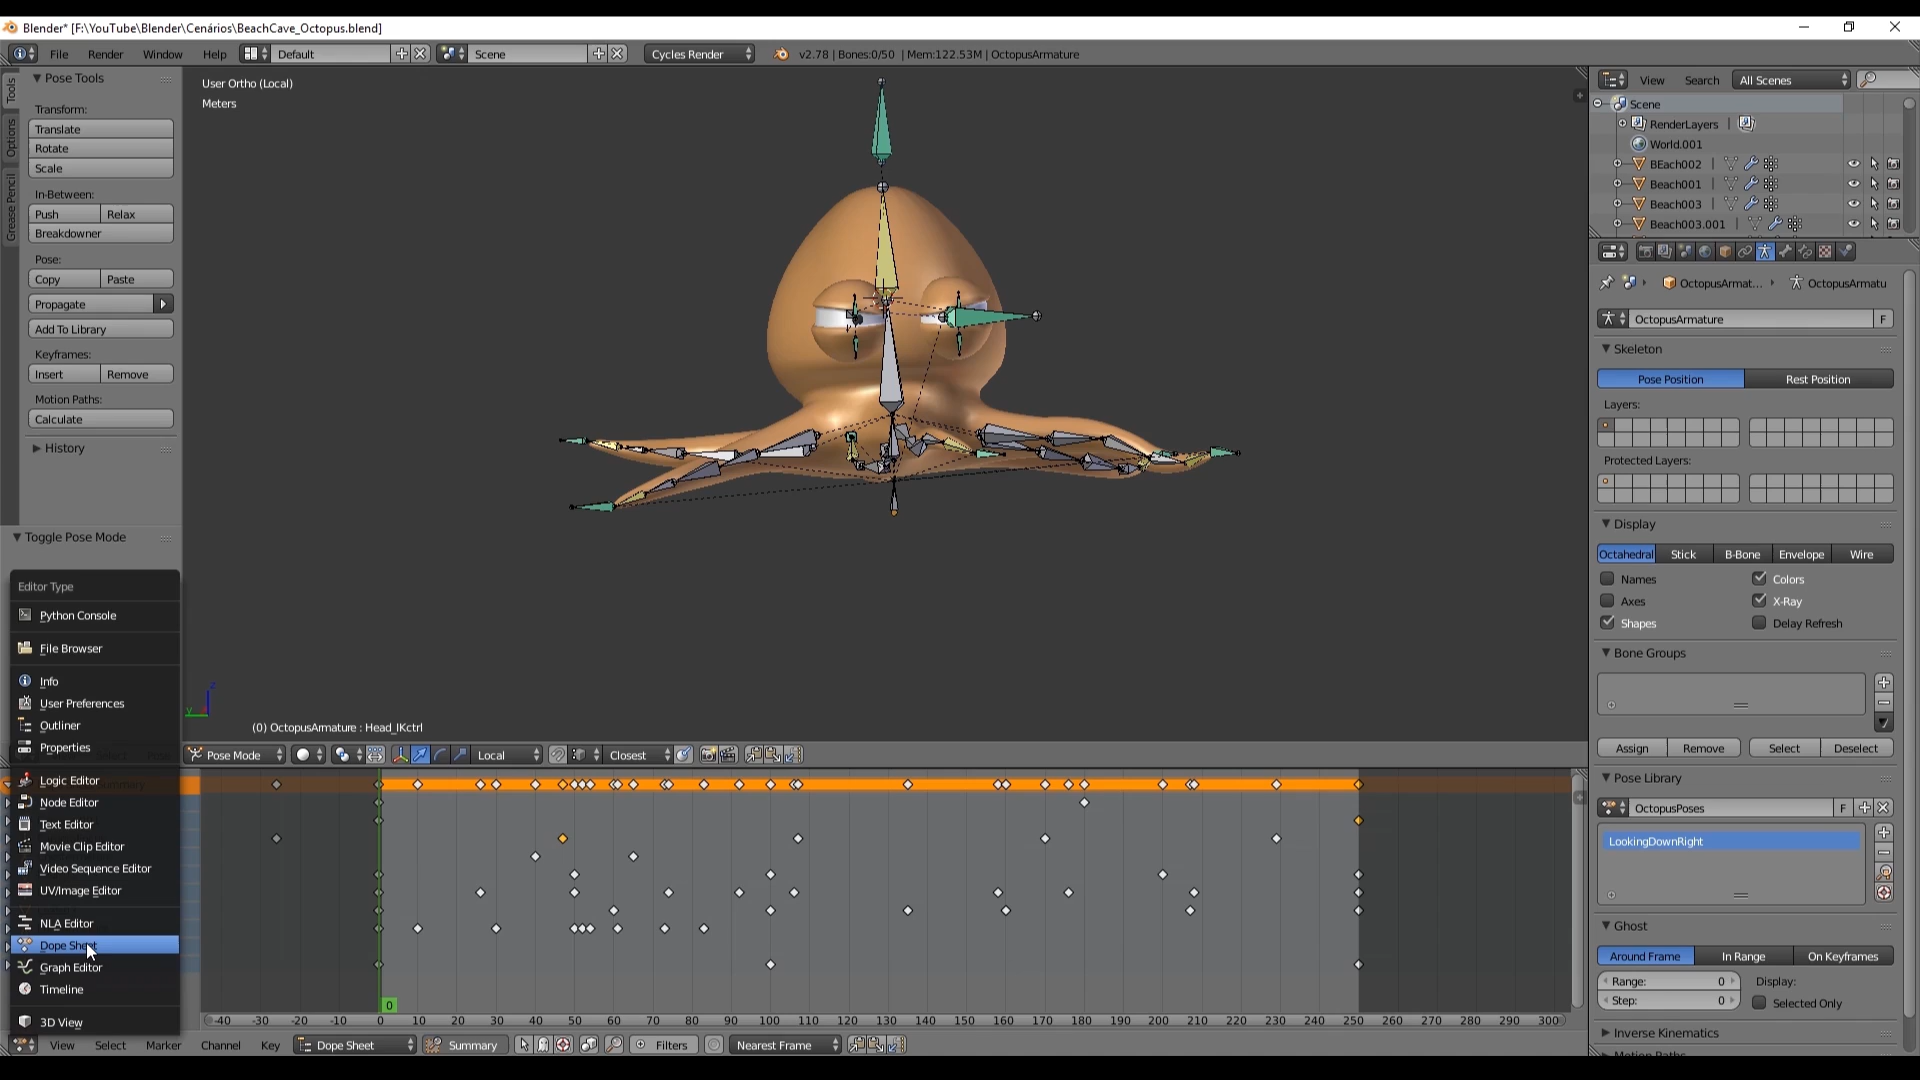 Blender* [F:\YouTube\Blender\Cenários\BeachCave_Octopus.blend]
File Render Window Help Default Scene Cycles Render v2.78 | Bones:0/50 | Mem:122.53M | OctopusArmature
Tools
Options
Grease Pencil
Pose Tools
Transform:
Translate
Rotate
Scale
In-Between:
Push Relax
Breakdowner
Pose:
Copy Paste
Propagate
Add To Library
Keyframes:
Insert Remove
Motion Paths:
Calculate
History
Toggle Pose Mode
Editor Type
Python Console
File Browser
Info
User Preferences
Outliner
Properties
Logic Editor
Node Editor
Text Editor
Movie Clip Editor
Video Sequence Editor
UV/Image Editor
NLA Editor
Dope Sheet
Graph Editor
Timeline
3D View
User Ortho (Local)
Meters
(0) OctopusArmature : Head_IKctrl
Pose Mode Local Closest
0
-40 -30 -20 -10 0 10 20 30 40 50 60 70 80 90 100 110 120 130 140 150 160 170 180 190 200 210 220 230 240 250 260 270 280 290 300
View Select Marker Channel Key Dope Sheet Summary Filters Nearest Frame
View Search All Scenes
Scene
RenderLayers |
World.001
BEach002 |
Beach001 |
Beach003 |
Beach003.001 |
OctopusArmat... OctopusArmatu
OctopusArmature F
Skeleton
Pose Position Rest Position
Layers:
Protected Layers:
Display
Octahedral Stick B-Bone Envelope Wire
Names Colors
Axes X-Ray
Shapes Delay Refresh
Bone Groups
Assign Remove Select Deselect
Pose Library
OctopusPoses F
LookingDownRight
Ghost
Around Frame In Range On Keyframes
Range: 0 Display:
Step: 0 Selected Only
Inverse Kinematics